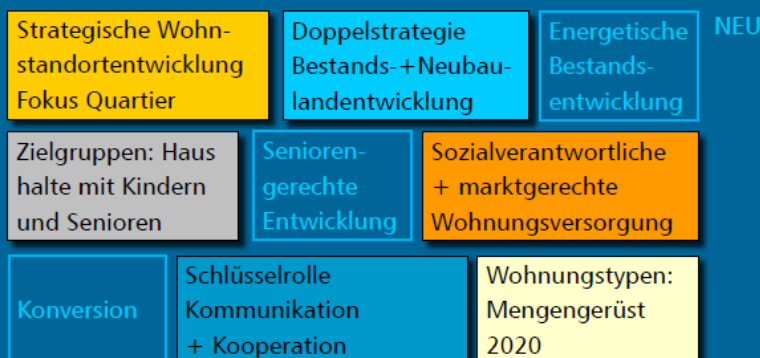 Strategische Wohn-
standortentwicklung
Fokus Quartier
Doppelstrategie
Bestands-+Neubau-
landentwicklung
Energetische
Bestands-
entwicklung
NEU
Zielgruppen: Haus
halte mit Kindern
und Senioren
Senioren-
gerechte
Entwicklung
Sozialverantwortliche
+ marktgerechte
Wohnungsversorgung
Konversion
Schlüsselrolle
Kommunikation
+ Kooperation
Wohnungstypen:
Mengengerüst
2020